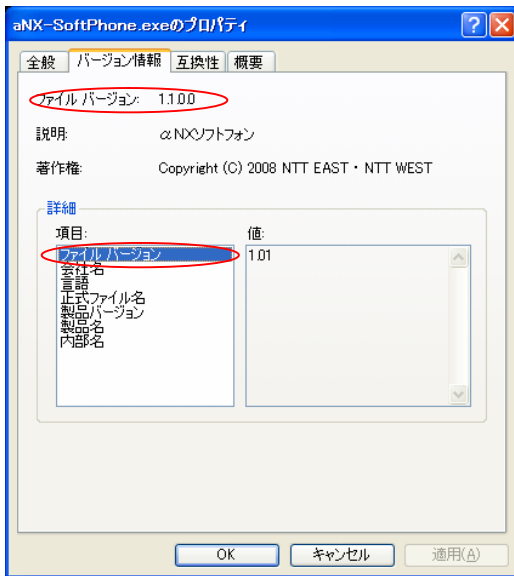 aNX-SoftPhone.exeのプロパティ
全般 バージョン情報 互換性 概要
ファイル バージョン: 1.1.0.0
説明: αNXソフトフォン
著作権: Copyright (C) 2008 NTT EAST・NTT WEST
詳細
項目: 値:
ファイル バージョン 1.01
会社名
言語
正式ファイル名
製品バージョン
製品名
内部名
OK キャンセル 適用(A)